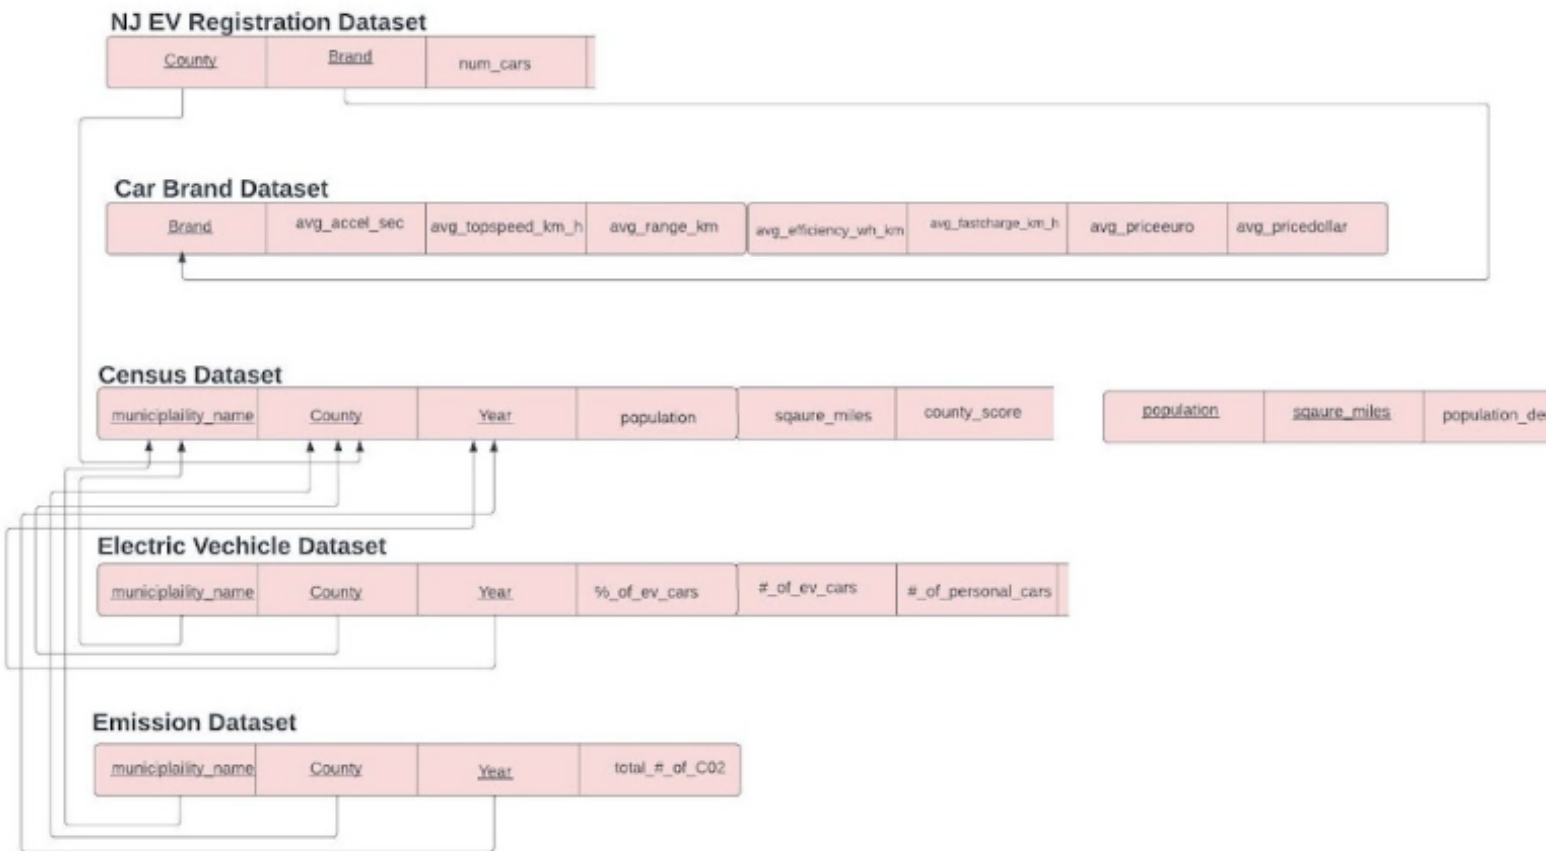 NJ EV Registration Dataset
County Brand num_cars
Car Brand Dataset
Brand avg_accel_sec avg_topspeed_km_h avg_range_km avg_efficiency_wh_km avg_fastcharge_km_h avg_priceeuro avg_pricedollar
Census Dataset
municiplaility_name County Year population sqaure_miles county_score population sqaure_miles population_de
Electric Vechicle Dataset
municiplaility_name County Year %_of_ev_cars #_of_ev_cars #_of_personal_cars
Emission Dataset
municiplaility_name County Year total_#_of_C02